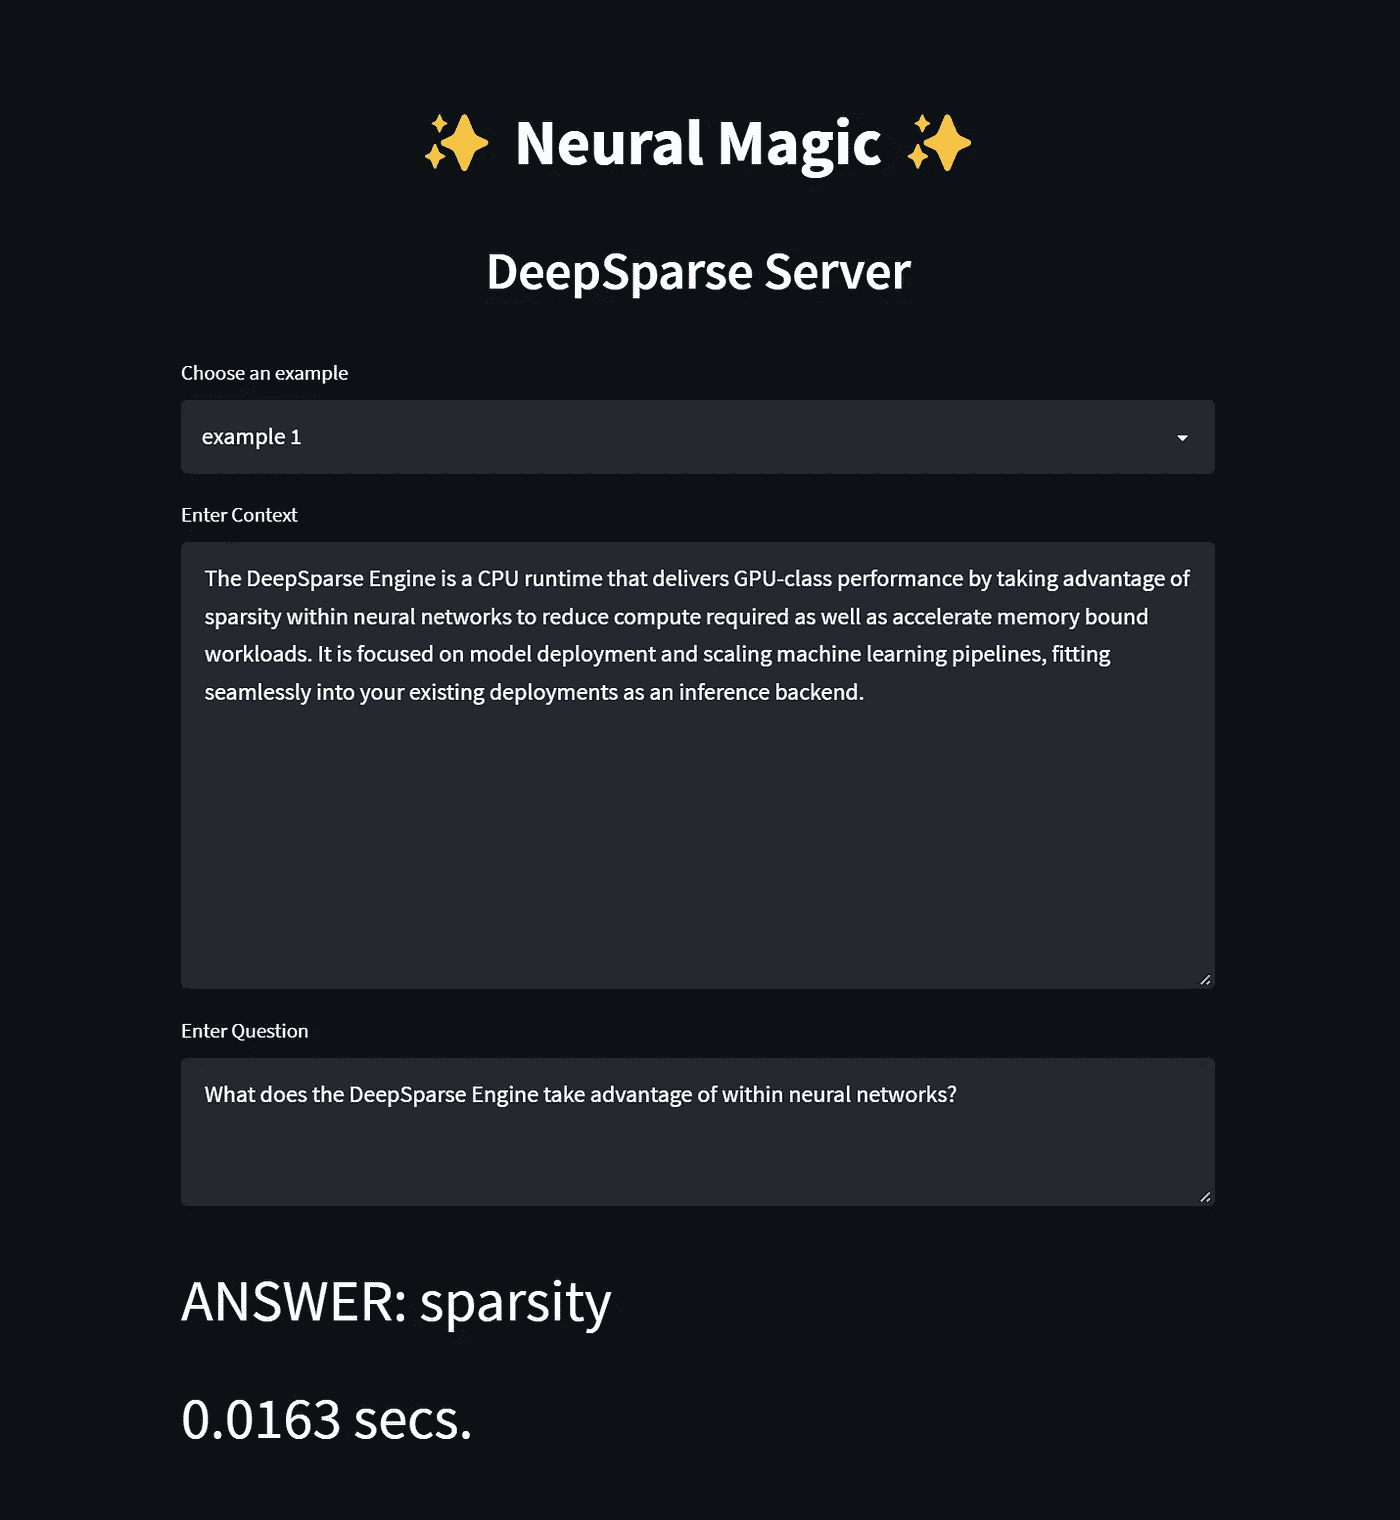 ✨ Neural Magic ✨
DeepSparse Server
Choose an example
example 1
Enter Context
The DeepSparse Engine is a CPU runtime that delivers GPU-class performance by taking advantage of
sparsity within neural networks to reduce compute required as well as accelerate memory bound
workloads. It is focused on model deployment and scaling machine learning pipelines, fitting
seamlessly into your existing deployments as an inference backend.
Enter Question
What does the DeepSparse Engine take advantage of within neural networks?
ANSWER: sparsity
0.0163 secs.